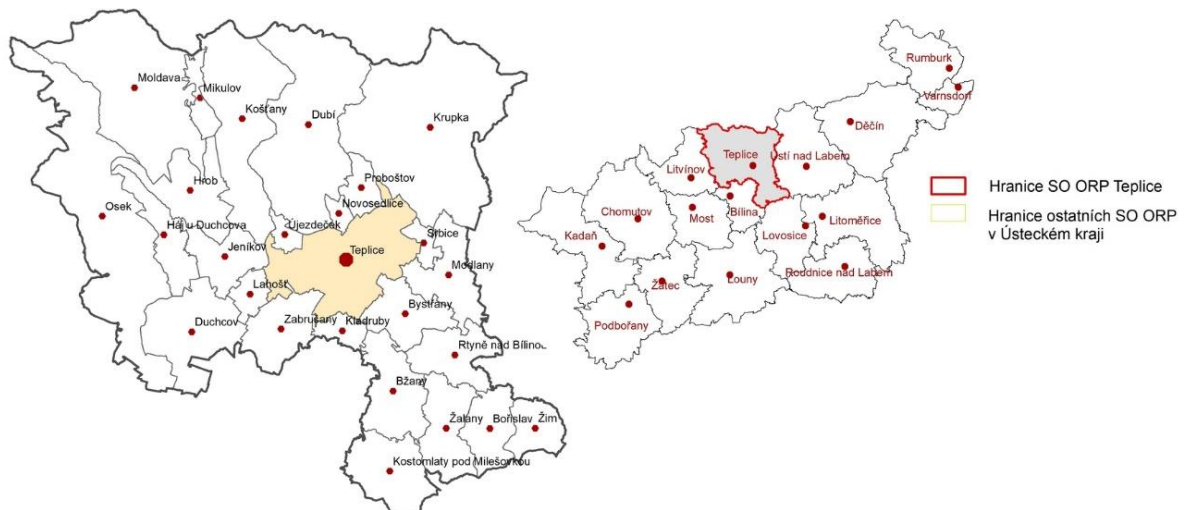 Moldava
Mikulov
Košťany
Dubí
Krupka
Proboštov
Novosedlice
Hrob
Osek
Háj u Duchcova
Újezdeček
Srbice
Jeníkov
Teplice
Modlany
Lahošť
Bystřany
Duchcov
Zabrušany
Kladruby
Rtyně nad Bílinou
Bžany
Žalany
Bořislav
Žim
Kostomlaty pod Milešovkou
Rumburk
Varnsdorf
Děčín
Teplice
Ústí nad Labem
Litvínov
Chomutov
Most
Bílina
Litoměřice
Lovosice
Kadaň
Roudnice nad Labem
Žatec
Louny
Podbořany
Hranice SO ORP Teplice
Hranice ostatních SO ORP
v Ústeckém kraji